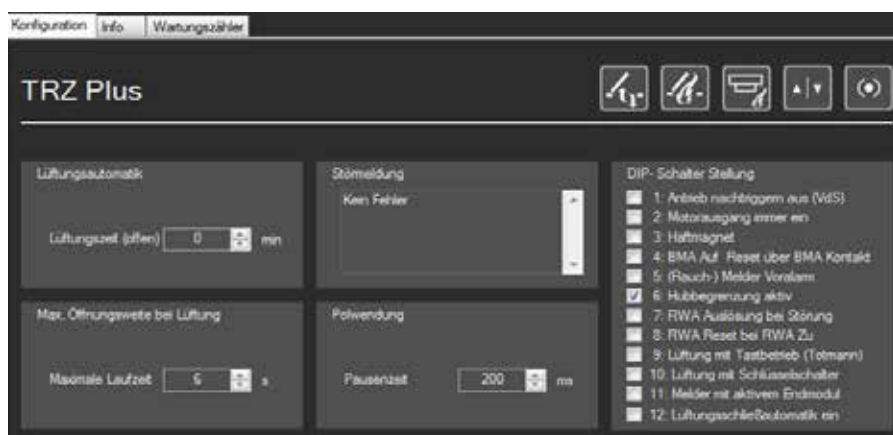 Konfiguration Info Wartungszähler
TRZ Plus
Lüftungsautomatik
Lüftungszeit (offen) 0 min
Störmeldung
Kein Fehler
Max. Öffnungsweite bei Lüftung
Maximale Laufzeit 6 s
Polwendung
Pausenzeit 200 ms
DIP- Schalter Stellung
1: Antrieb nachtriggern aus (VdS)
2: Motorausgang immer ein
3: Haftmagnet
4: BMA Auf Reset über BMA Kontakt
5: (Rauch-) Melder Voralarm
6: Hubbegrenzung aktiv
7: RWA Auslösung bei Störung
8: RWA Reset bei RWA Zu
9: Lüftung mit Tastbetrieb (Totmann)
10: Lüftung mit Schlüsselschalter
11: Melder mit aktivem Endmodul
12: Lüftungsschließautomatik ein